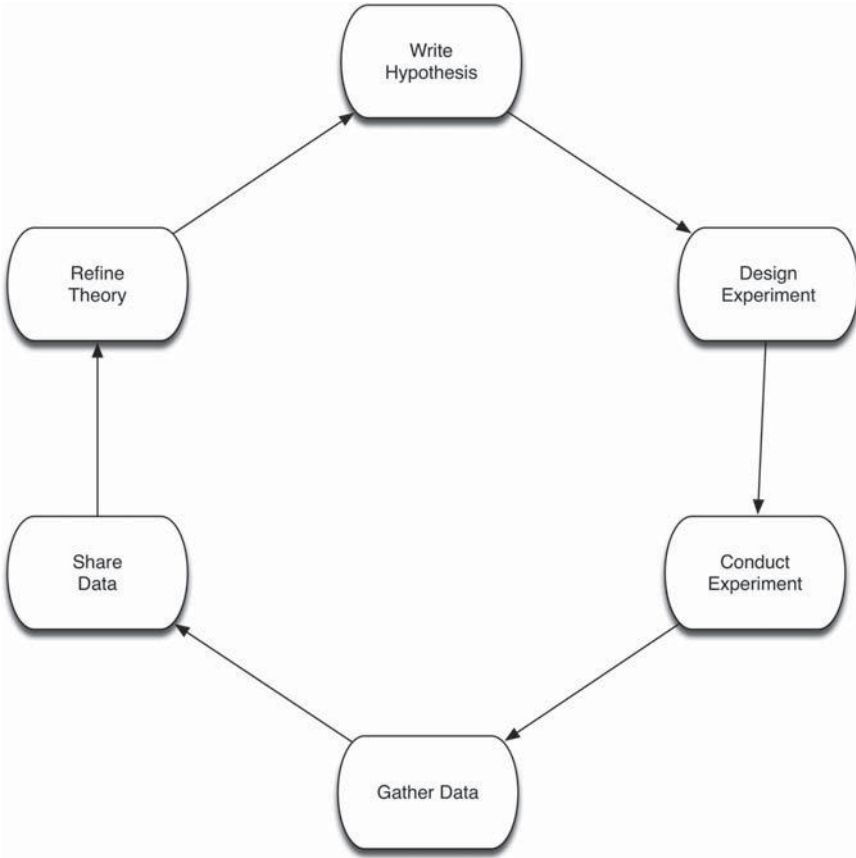 Write
Hypothesis
Design
Experiment
Conduct
Experiment
Gather Data
Share
Data
Refine
Theory